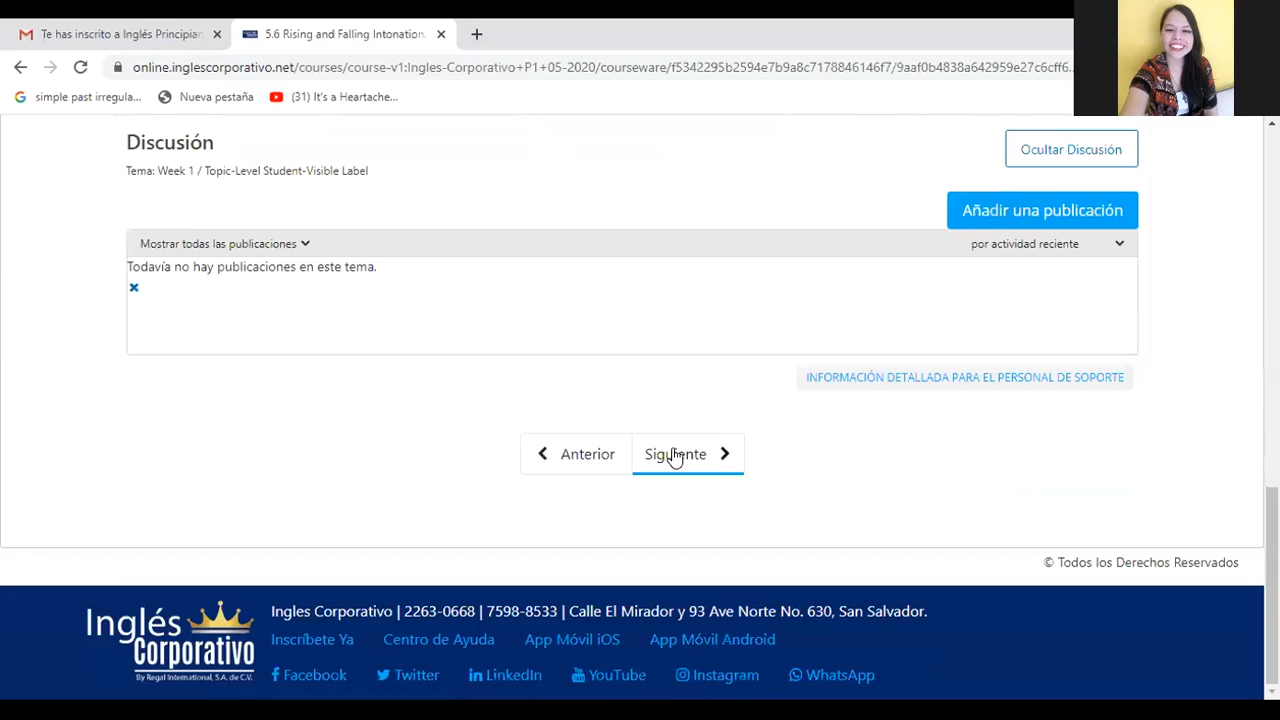 Te has inscrito a Inglés Principian
5.6 Rising and Falling Intonation
online.inglescorporativo.net/courses/course-v1:Ingles-Corporativo+P1+05-2020/courseware/f5342295b2594e7b9a8c7178846146f7/9aaf0b4838a642959e27c6cff6...
simple past irregula...
Nueva pestaña
(31) It's a Heartache...
Discusión
Ocultar Discusión
Tema: Week 1 / Topic-Level Student-Visible Label
Añadir una publicación
Mostrar todas las publicaciones
por actividad reciente
Todavía no hay publicaciones en este tema.
INFORMACIÓN DETALLADA PARA EL PERSONAL DE SOPORTE
Anterior
Siguiente
© Todos los Derechos Reservados
Inglés Corporativo
By Regal International, S.A. de C.V.
Ingles Corporativo | 2263-0668 | 7598-8533 | Calle El Mirador y 93 Ave Norte No. 630, San Salvador.
Inscríbete Ya
Centro de Ayuda
App Móvil iOS
App Móvil Android
Facebook
Twitter
LinkedIn
YouTube
Instagram
WhatsApp